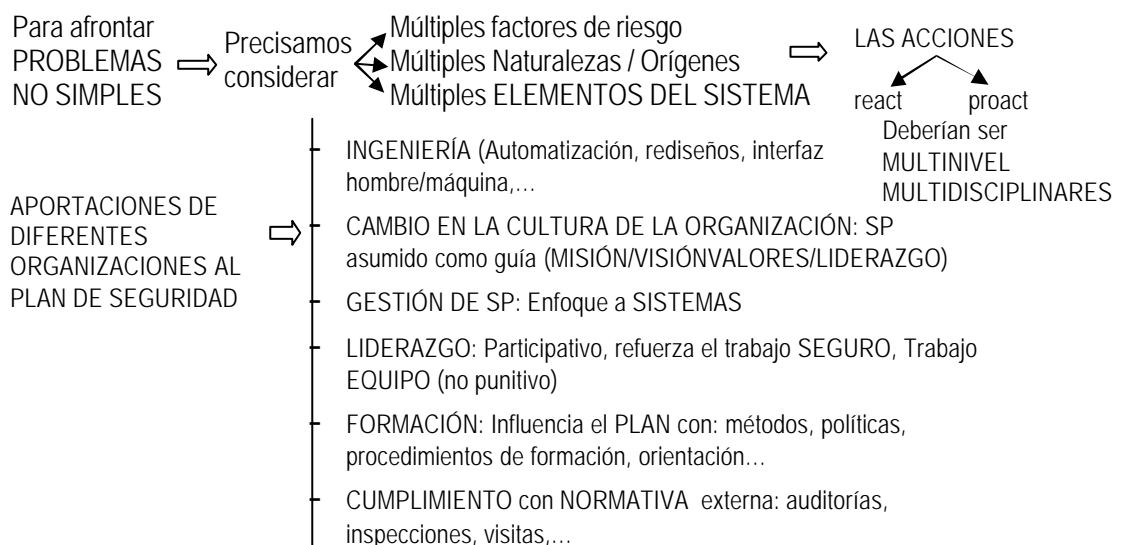 Para afrontar
PROBLEMAS
NO SIMPLES
Precisamos
considerar
Múltiples factores de riesgo
Múltiples Naturalezas / Orígenes
Múltiples ELEMENTOS DEL SISTEMA
LAS ACCIONES
react proact
Deberían ser
MULTINIVEL
MULTIDISCIPLINARES
APORTACIONES DE
DIFERENTES
ORGANIZACIONES AL
PLAN DE SEGURIDAD
INGENIERÍA (Automatización, rediseños, interfaz
hombre/máquina,…
CAMBIO EN LA CULTURA DE LA ORGANIZACIÓN: SP
asumido como guía (MISIÓN/VISIÓNVALORES/LIDERAZGO)
GESTIÓN DE SP: Enfoque a SISTEMAS
LIDERAZGO: Participativo, refuerza el trabajo SEGURO, Trabajo
EQUIPO (no punitivo)
FORMACIÓN: Influencia el PLAN con: métodos, políticas,
procedimientos de formación, orientación…
CUMPLIMIENTO con NORMATIVA externa: auditorías,
inspecciones, visitas,…